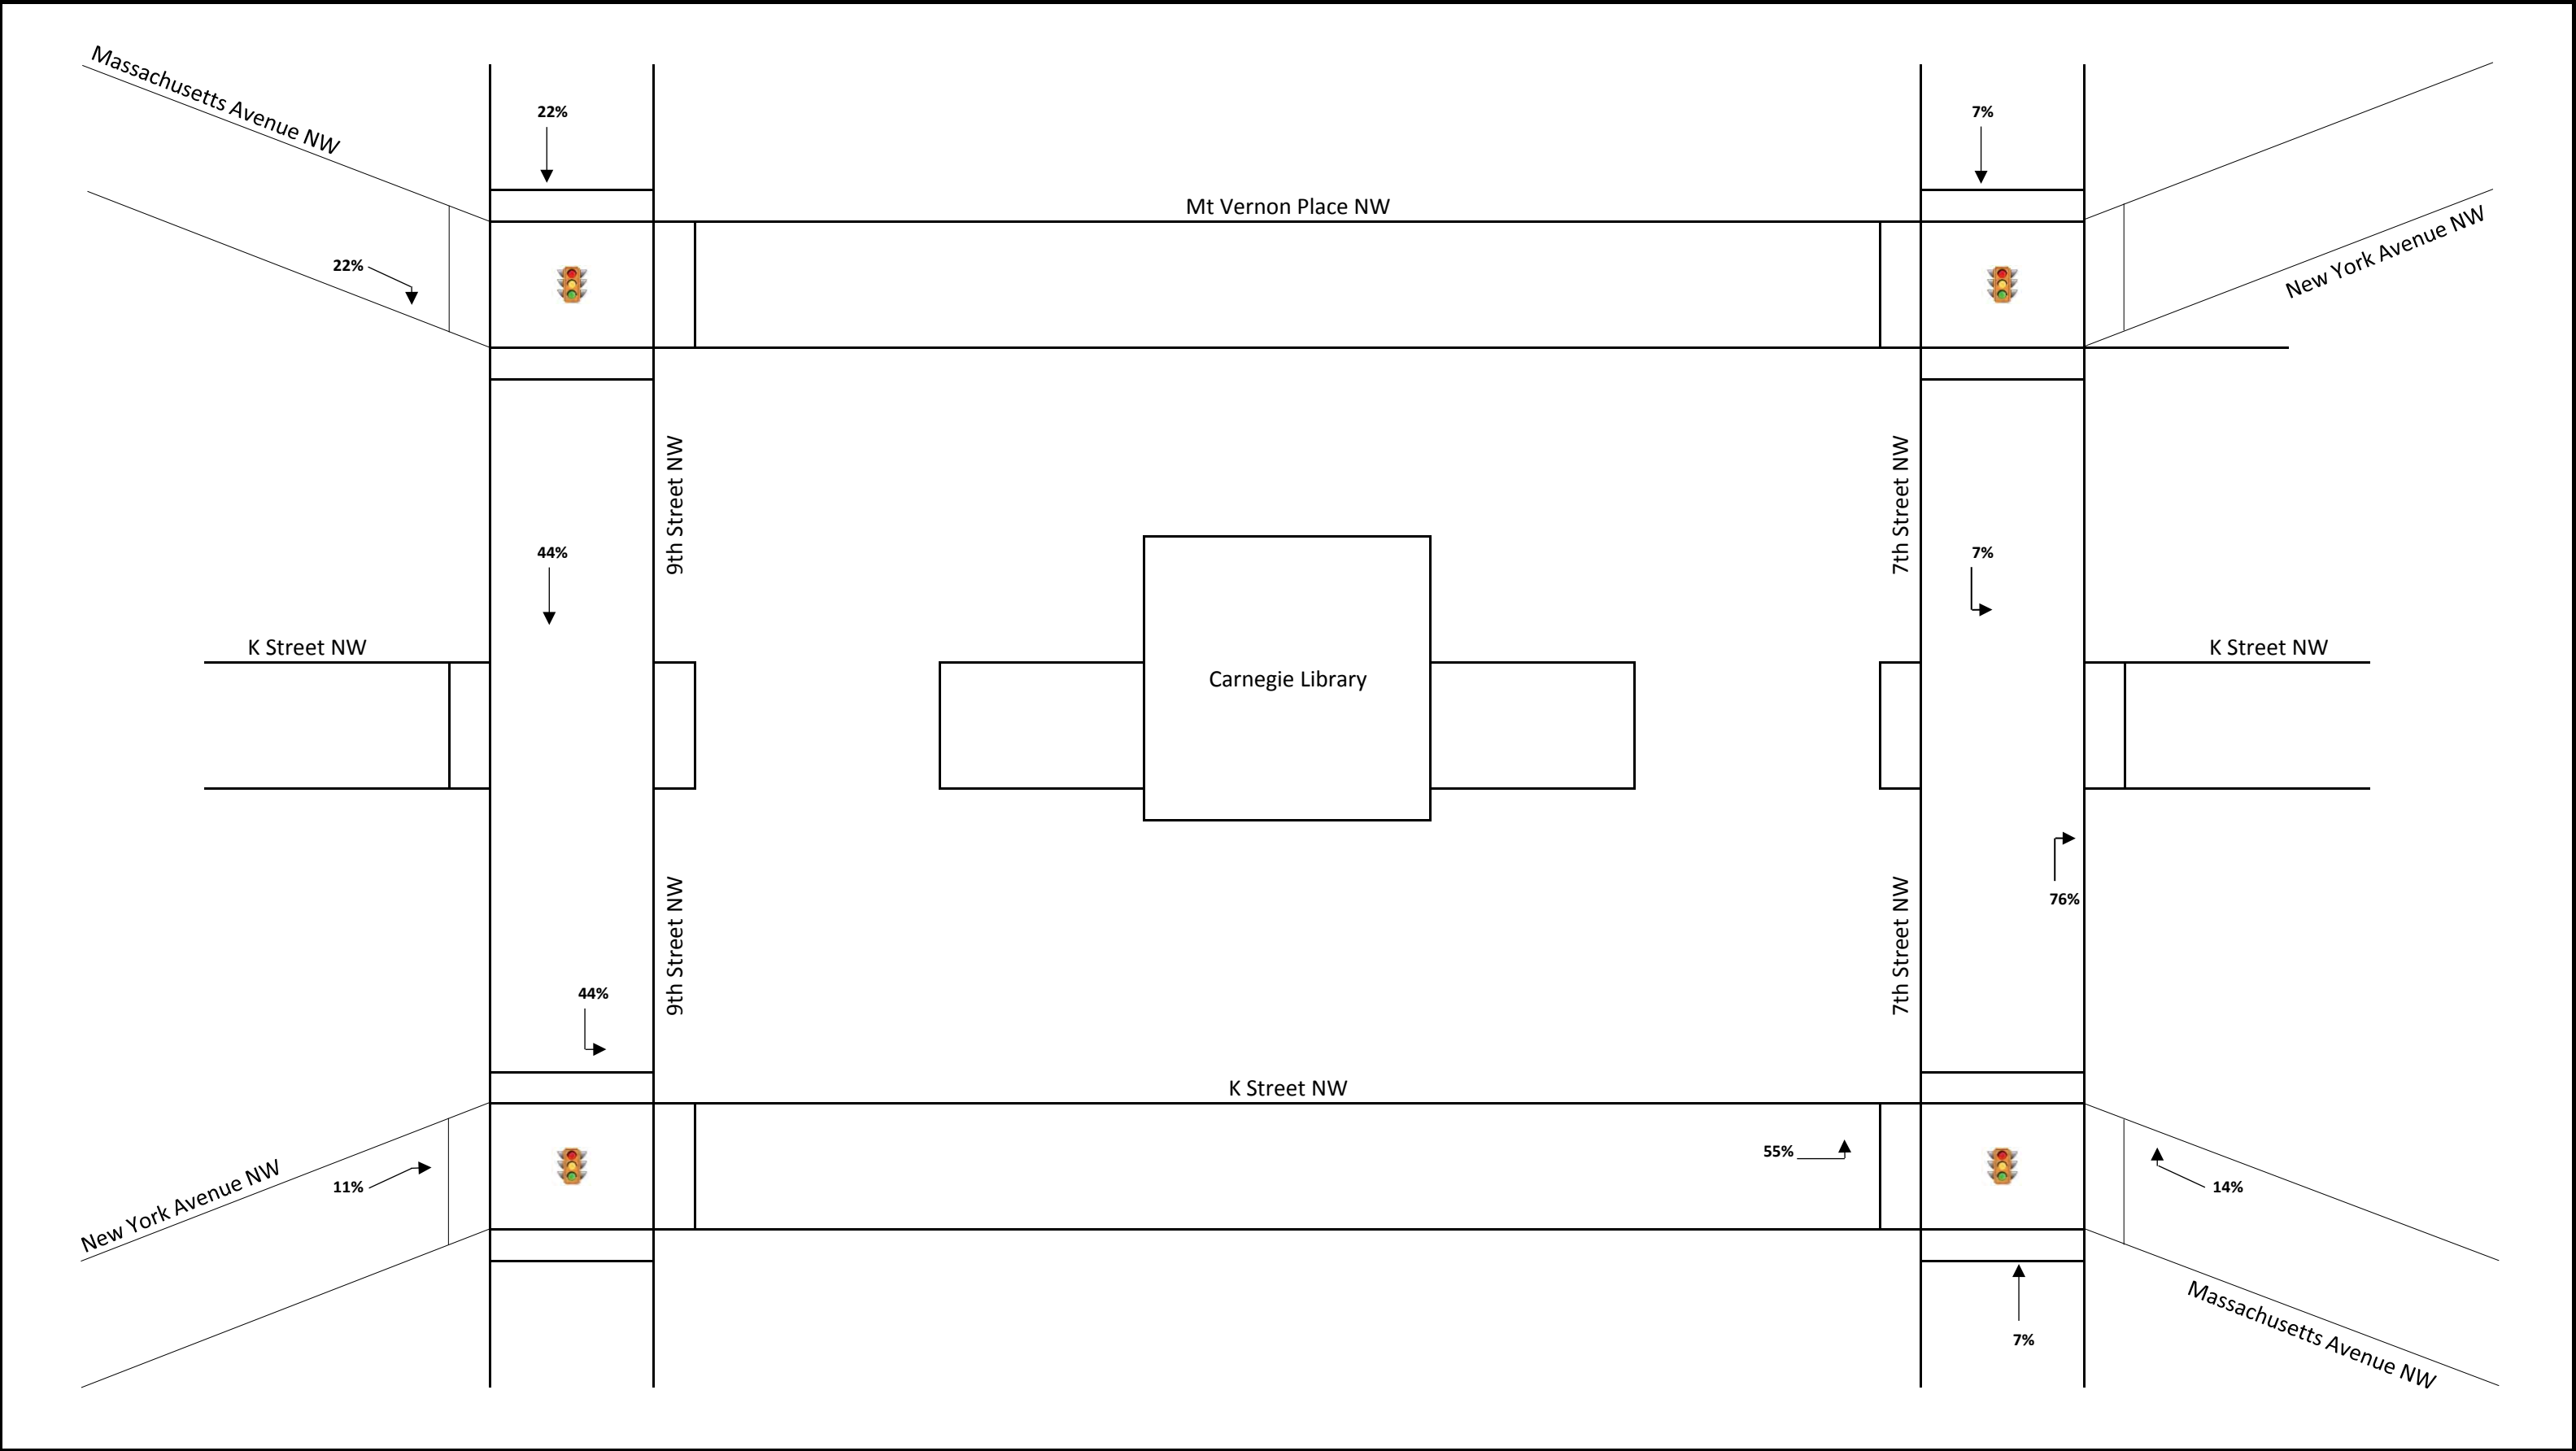 Massachusetts Avenue NW
22%
7%
Mt Vernon Place NW
22%
New York Avenue NW
9th Street NW
7th Street NW
44%
7%
K Street NW
Carnegie Library
K Street NW
76%
9th Street NW
7th Street NW
44%
K Street NW
55%
New York Avenue NW
11%
14%
Massachusetts Avenue NW
7%